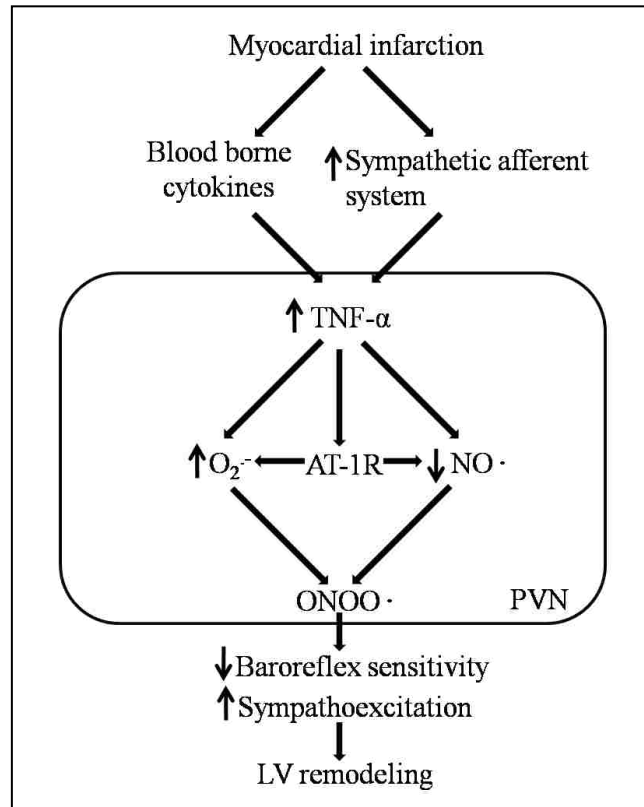 Myocardial infarction
Blood borne
cytokines
↑ Sympathetic afferent
system
↑ TNF-α
↑ O₂·⁻
AT-1R
↓ NO ·
ONOO ·
PVN
↓ Baroreflex sensitivity
↑ Sympathoexcitation
LV remodeling